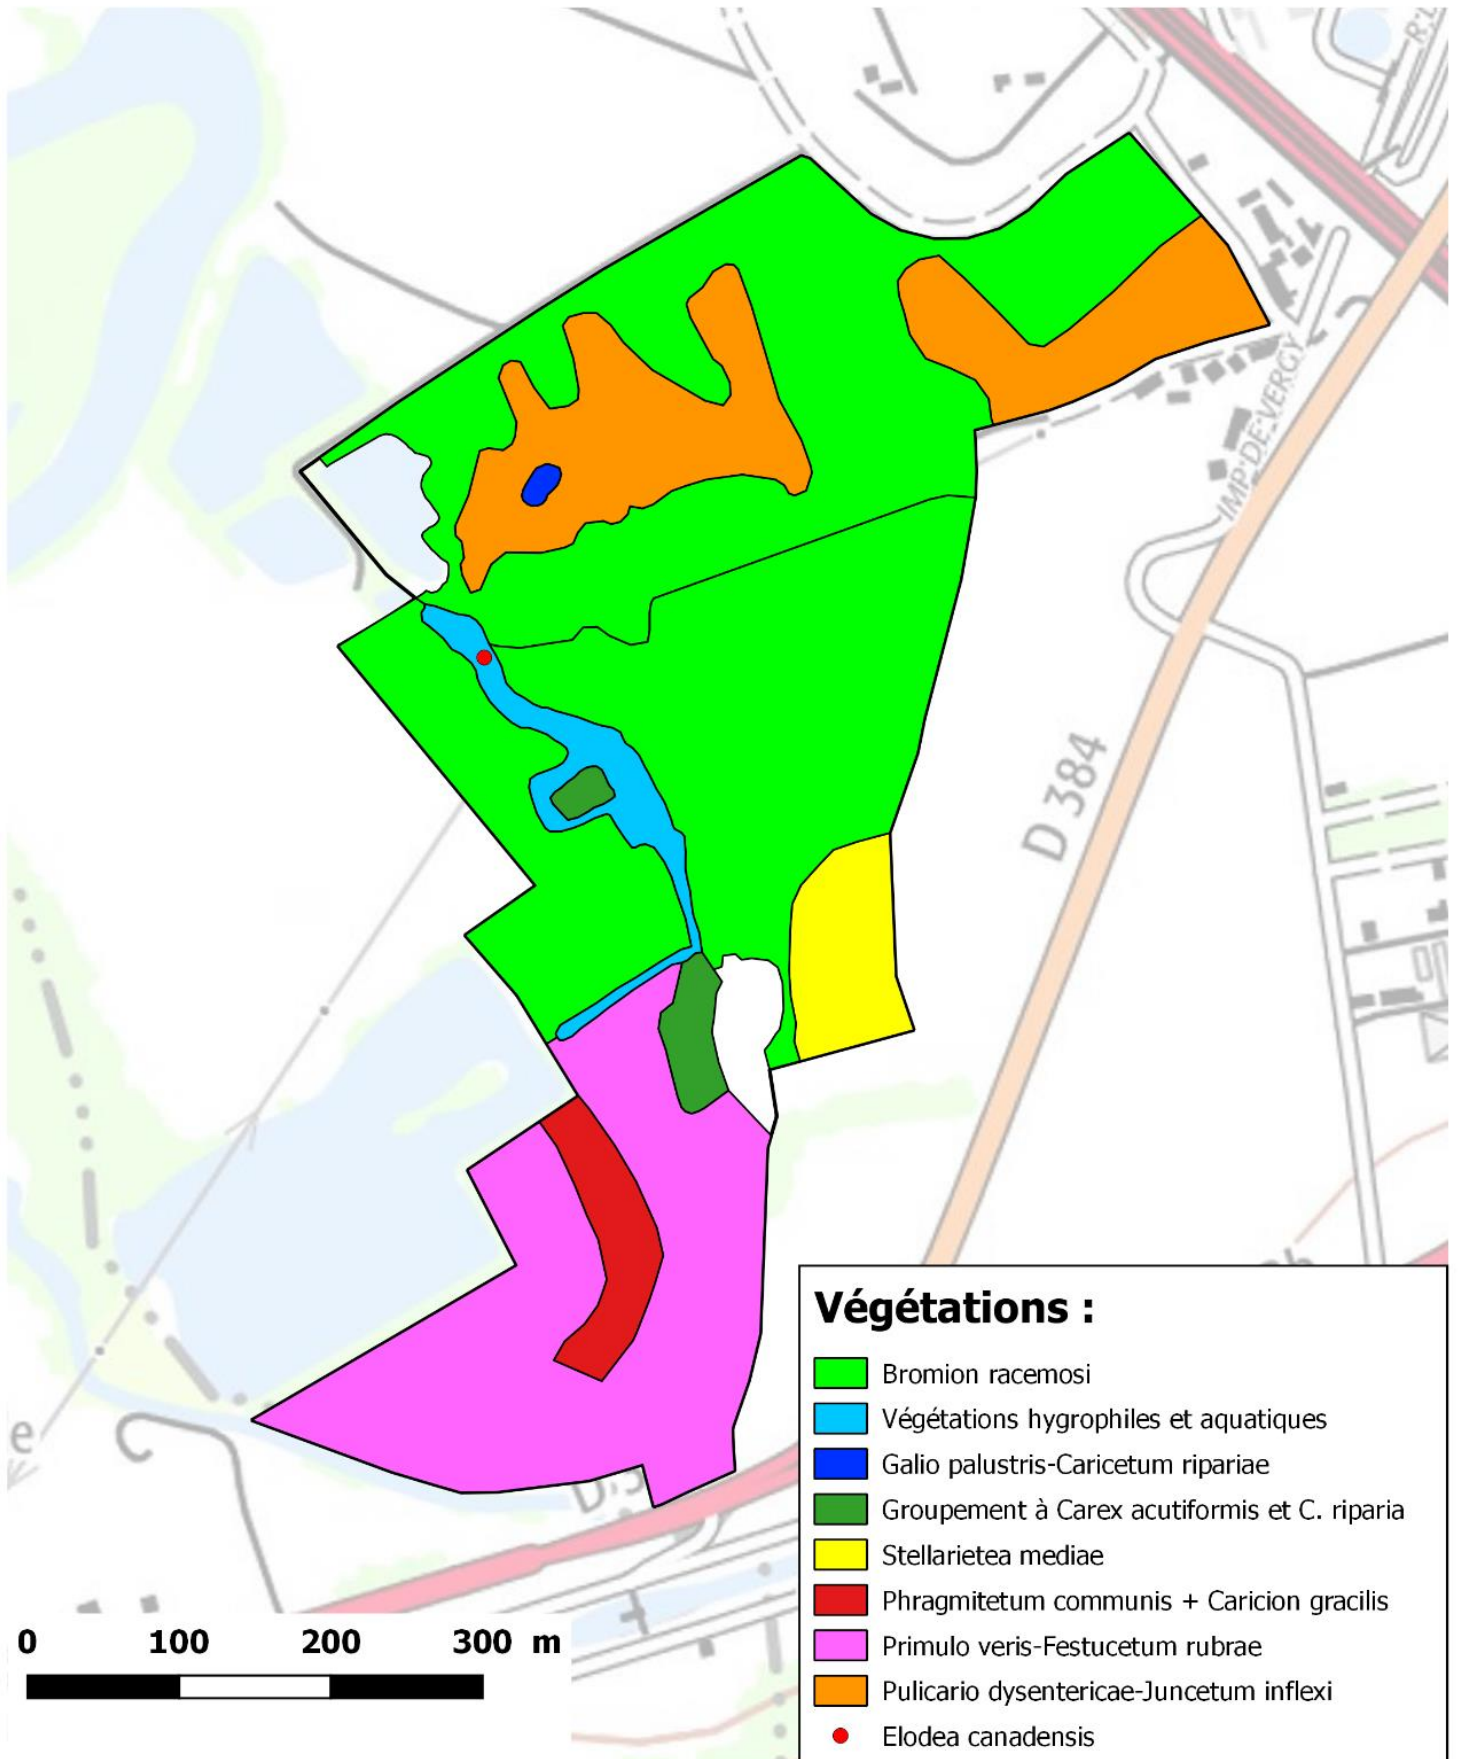 IMP DE VERGY
D 384
e
Végétations :
Bromion racemosi
Végétations hygrophiles et aquatiques
Galio palustris-Caricetum ripariae
Groupement à Carex acutiformis et C. riparia
Stellarietea mediae
Phragmitetum communis + Caricion gracilis
Primulo veris-Festucetum rubrae
Pulicario dysentericae-Juncetum inflexi
Elodea canadensis
0 100 200 300 m